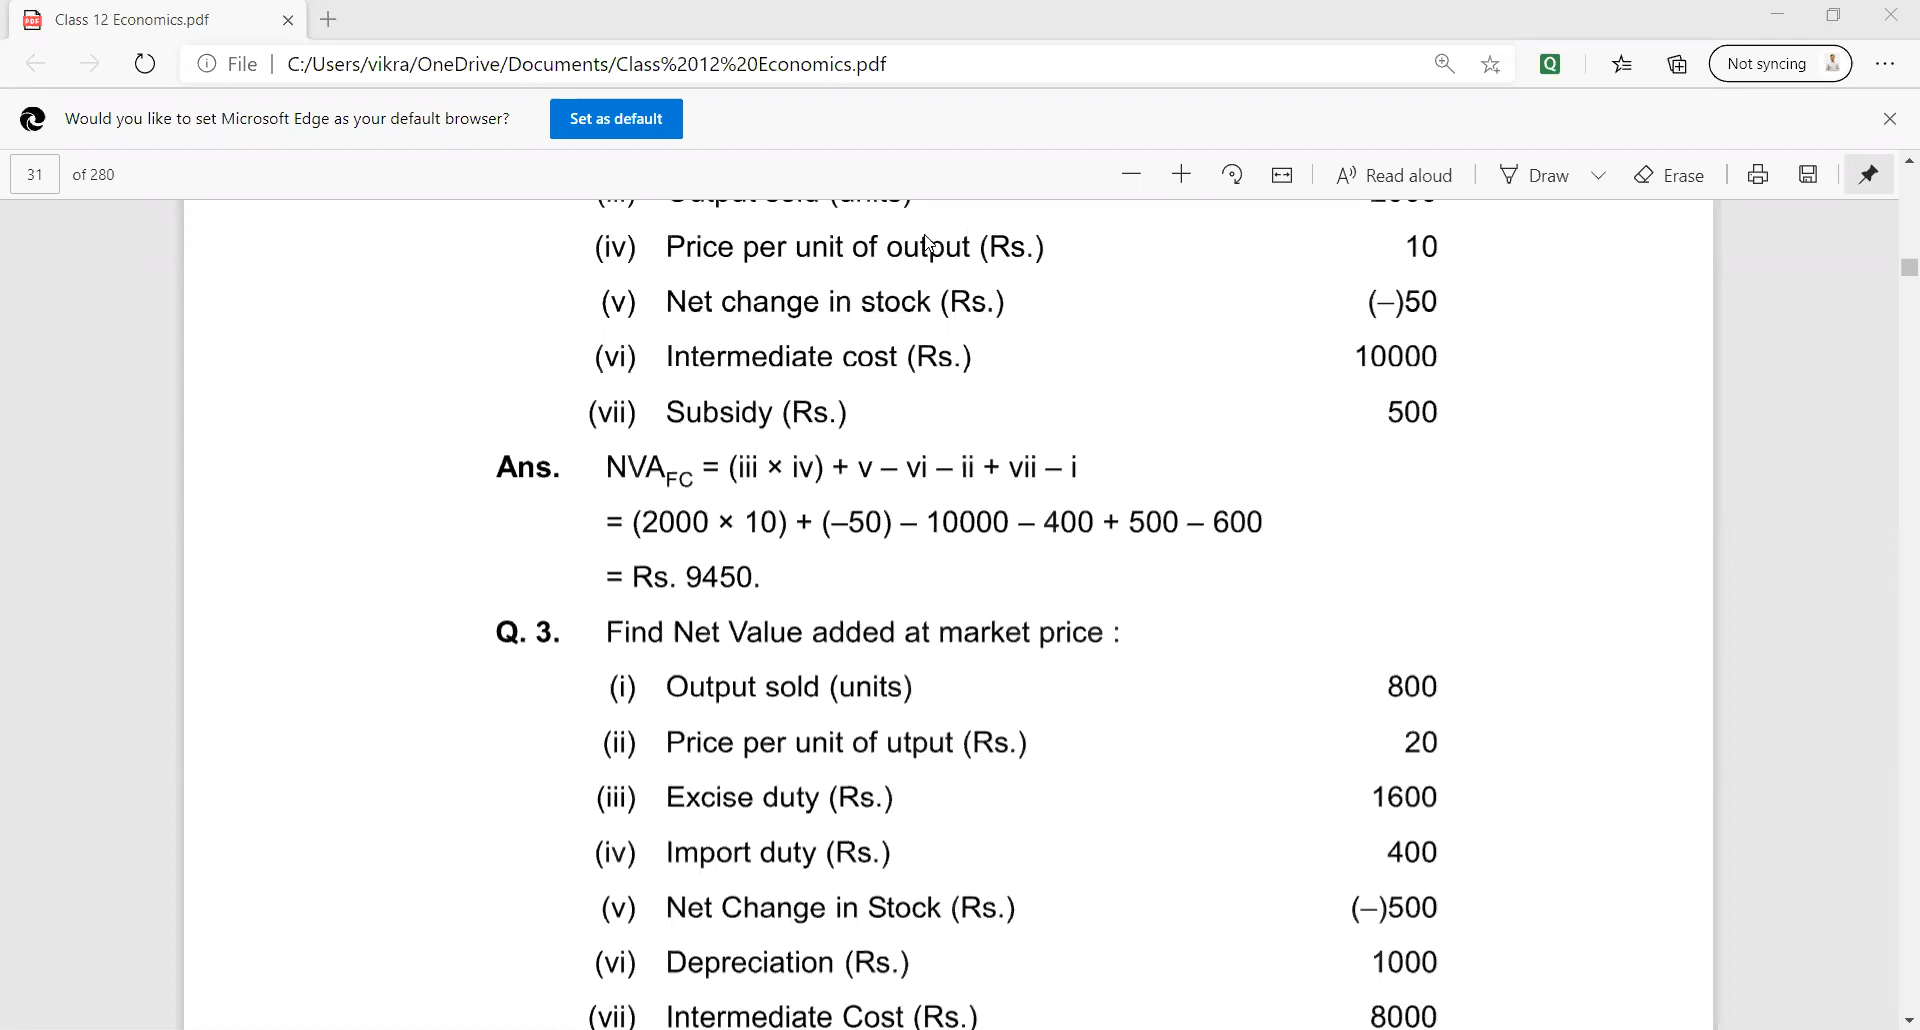 Class 12 Economics.pdf
File | C:/Users/vikra/OneDrive/Documents/Class%2012%20Economics.pdf
Q
Not syncing
Would you like to set Microsoft Edge as your default browser?
Set as default
31 of 280
Read aloud
Draw
Erase
(iii) Output sold (units) 2000
(iv) Price per unit of output (Rs.) 10
(v) Net change in stock (Rs.) (–)50
(vi) Intermediate cost (Rs.) 10000
(vii) Subsidy (Rs.) 500
Ans. NVAFC = (iii × iv) + v – vi – ii + vii – i
= (2000 × 10) + (–50) – 10000 – 400 + 500 – 600
= Rs. 9450.
Q. 3. Find Net Value added at market price :
(i) Output sold (units) 800
(ii) Price per unit of utput (Rs.) 20
(iii) Excise duty (Rs.) 1600
(iv) Import duty (Rs.) 400
(v) Net Change in Stock (Rs.) (–)500
(vi) Depreciation (Rs.) 1000
(vii) Intermediate Cost (Rs.) 8000